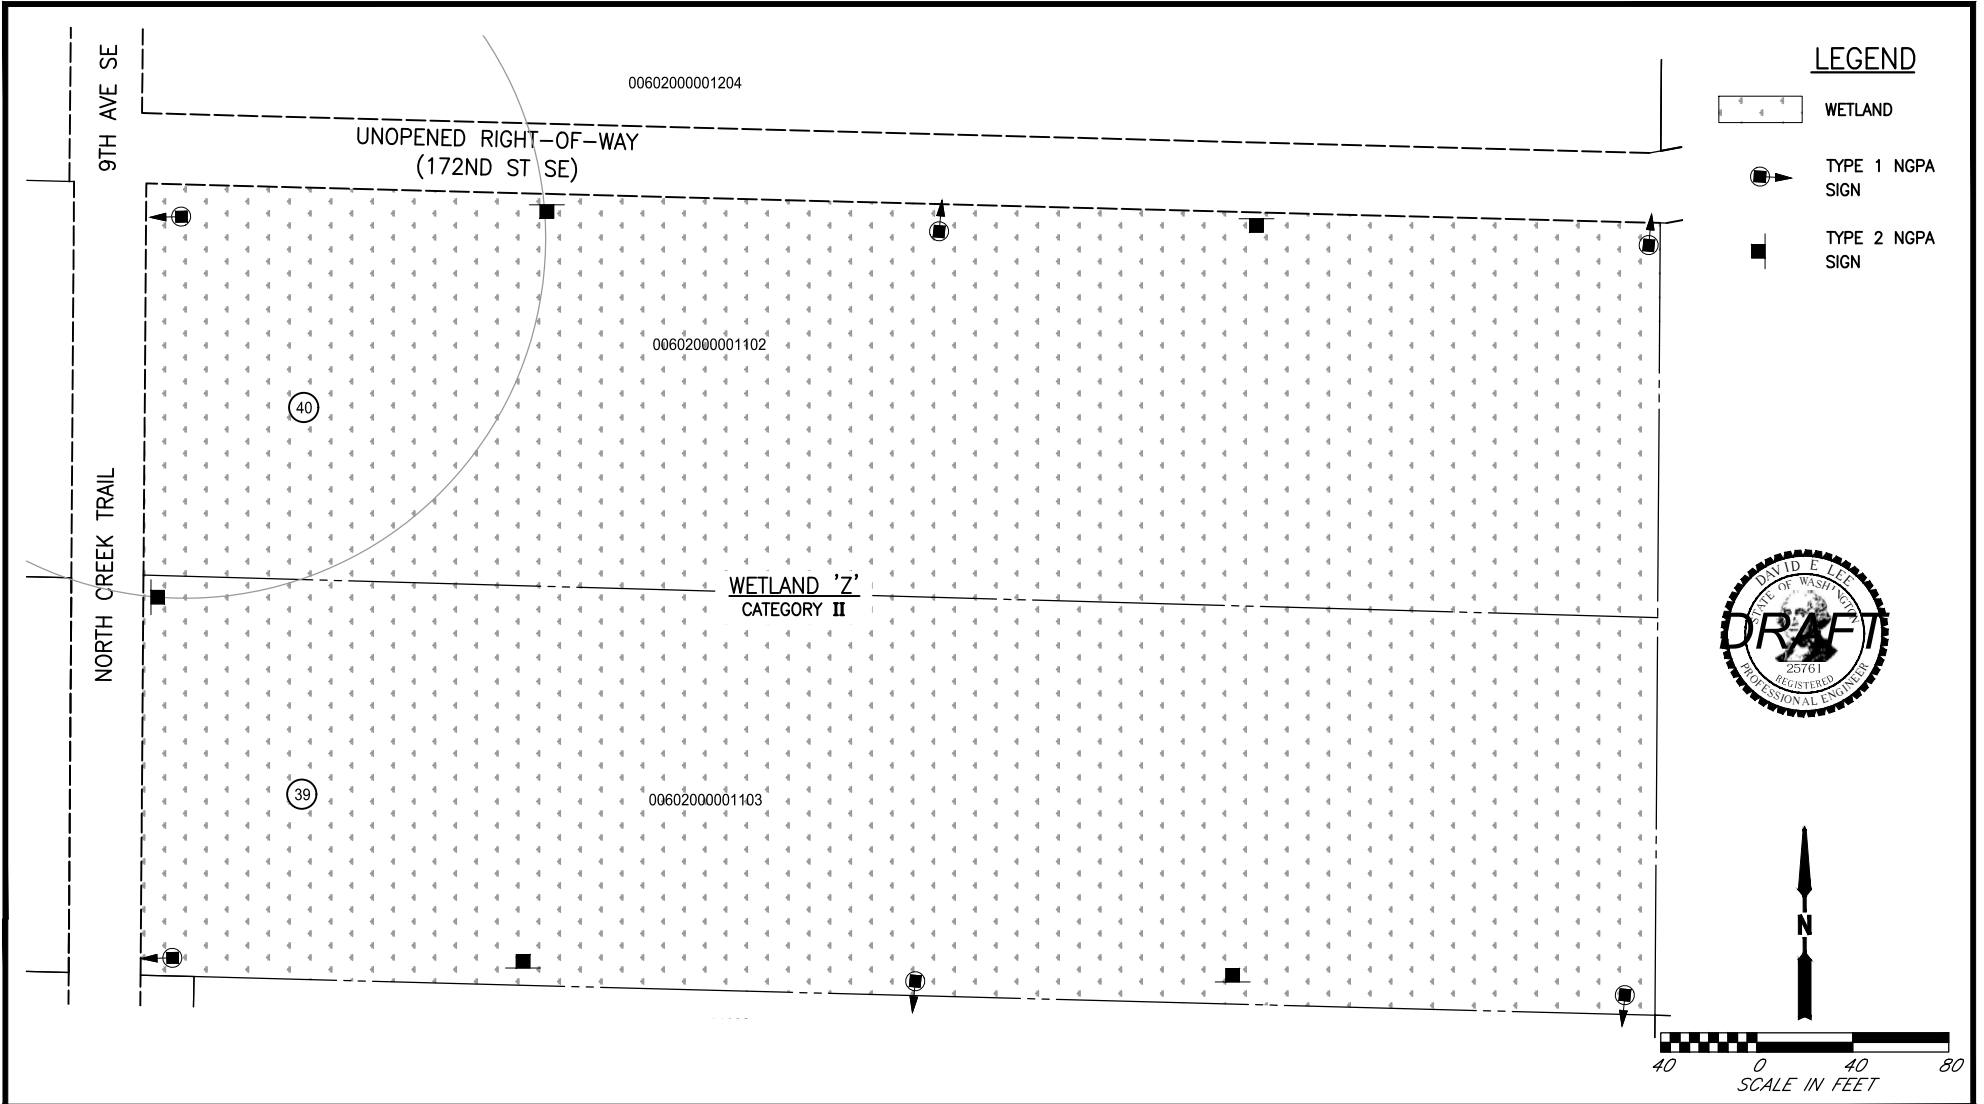 9TH AVE SE
00602000001204
UNOPENED RIGHT-OF-WAY
(172ND ST SE)
00602000001102
40
NORTH CREEK TRAIL
WETLAND 'Z'
CATEGORY II
39
00602000001103
LEGEND
WETLAND
TYPE 1 NGPA
SIGN
TYPE 2 NGPA
SIGN
DAVID E LEE
STATE OF WASHINGTON
DRAFT
25761
REGISTERED
PROFESSIONAL ENGINEER
N
40 0 40 80
SCALE IN FEET